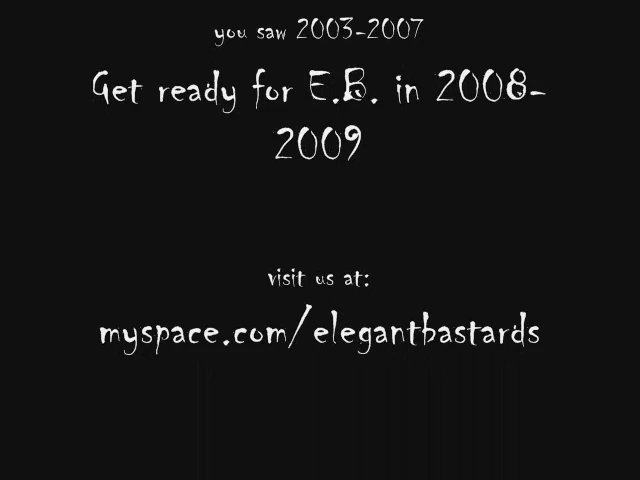 you saw 2003-2007
Get ready for E.B. in 2008-
2009
visit us at:
myspace.com/elegantbastards